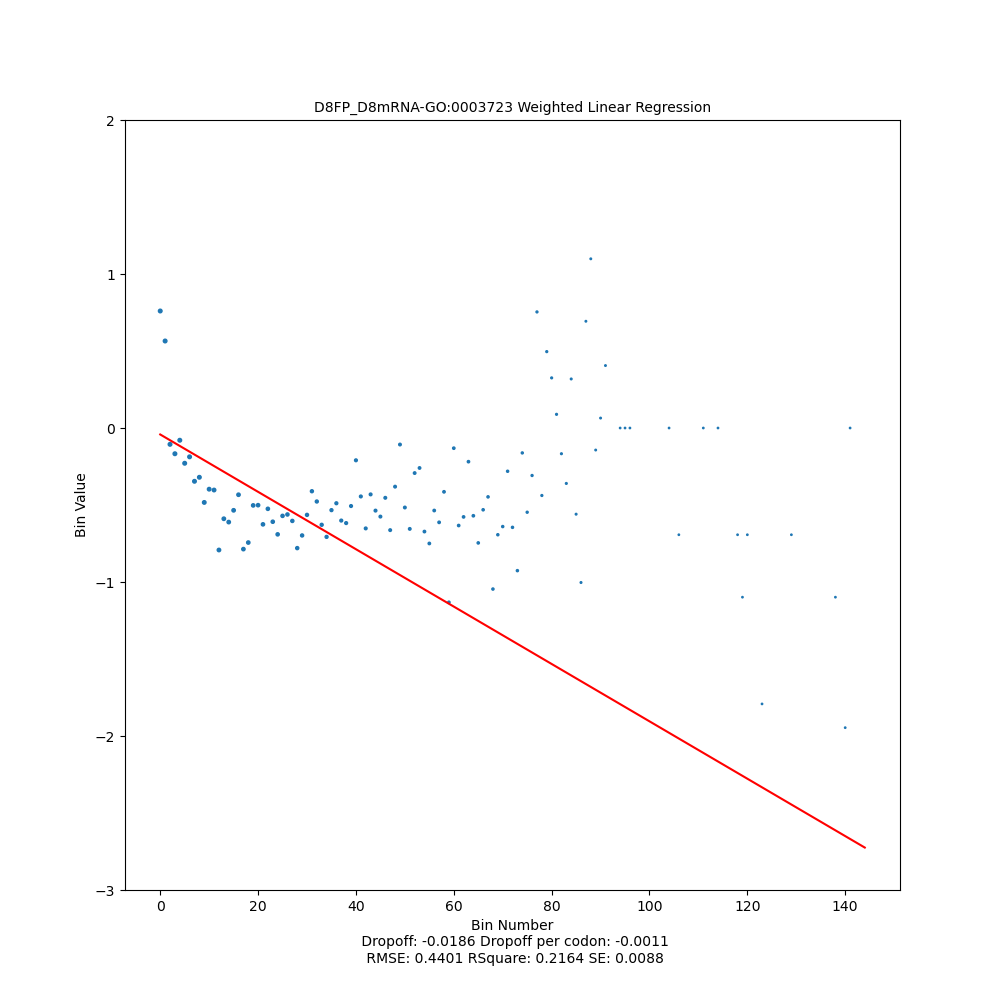 D8FP_D8mRNA-GO:0003723 Weighted Linear Regression
2
1
0
−1
−2
−3
Bin Value
0 20 40 60 80 100 120 140
Bin Number
Dropoff: -0.0186 Dropoff per codon: -0.0011
RMSE: 0.4401 RSquare: 0.2164 SE: 0.0088